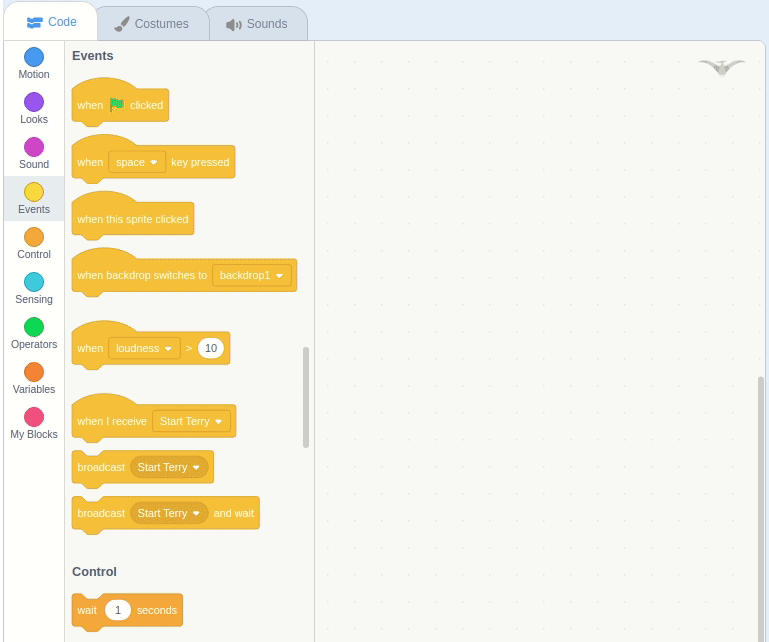 Code Costumes Sounds
Motion
Looks
Sound
Events
Control
Sensing
Operators
Variables
My Blocks
Events
when clicked
when space key pressed
when this sprite clicked
when backdrop switches to backdrop1
when loudness > 10
when I receive Start Terry
broadcast Start Terry
broadcast Start Terry and wait
Control
wait 1 seconds